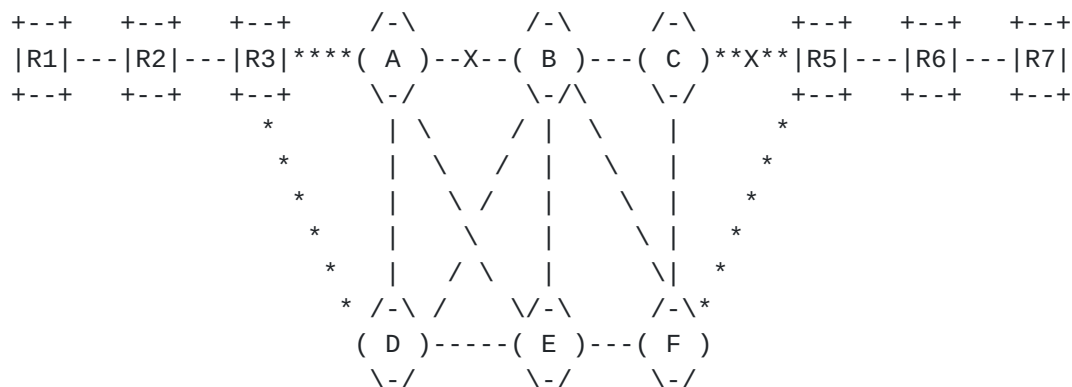 +--+   +--+   +--+     /-\         /-\     /-\       +--+   +--+   +--+
|R1|---|R2|---|R3|****( A )--X--( B )---( C )**X**|R5|---|R6|---|R7|
+--+   +--+   +--+     \-/         \-/\    \-/       +--+   +--+   +--+
*       | \     / |  \    |      *
*      |  \   /  |   \   |     *
*     |   \ /   |    \  |    *
*    |    \    |     \ |   *
*   |   / \   |      \|  *
*  /-\ /    \/-\      /-\*
( D )-----( E )---( F )
\-/       \-/     \-/